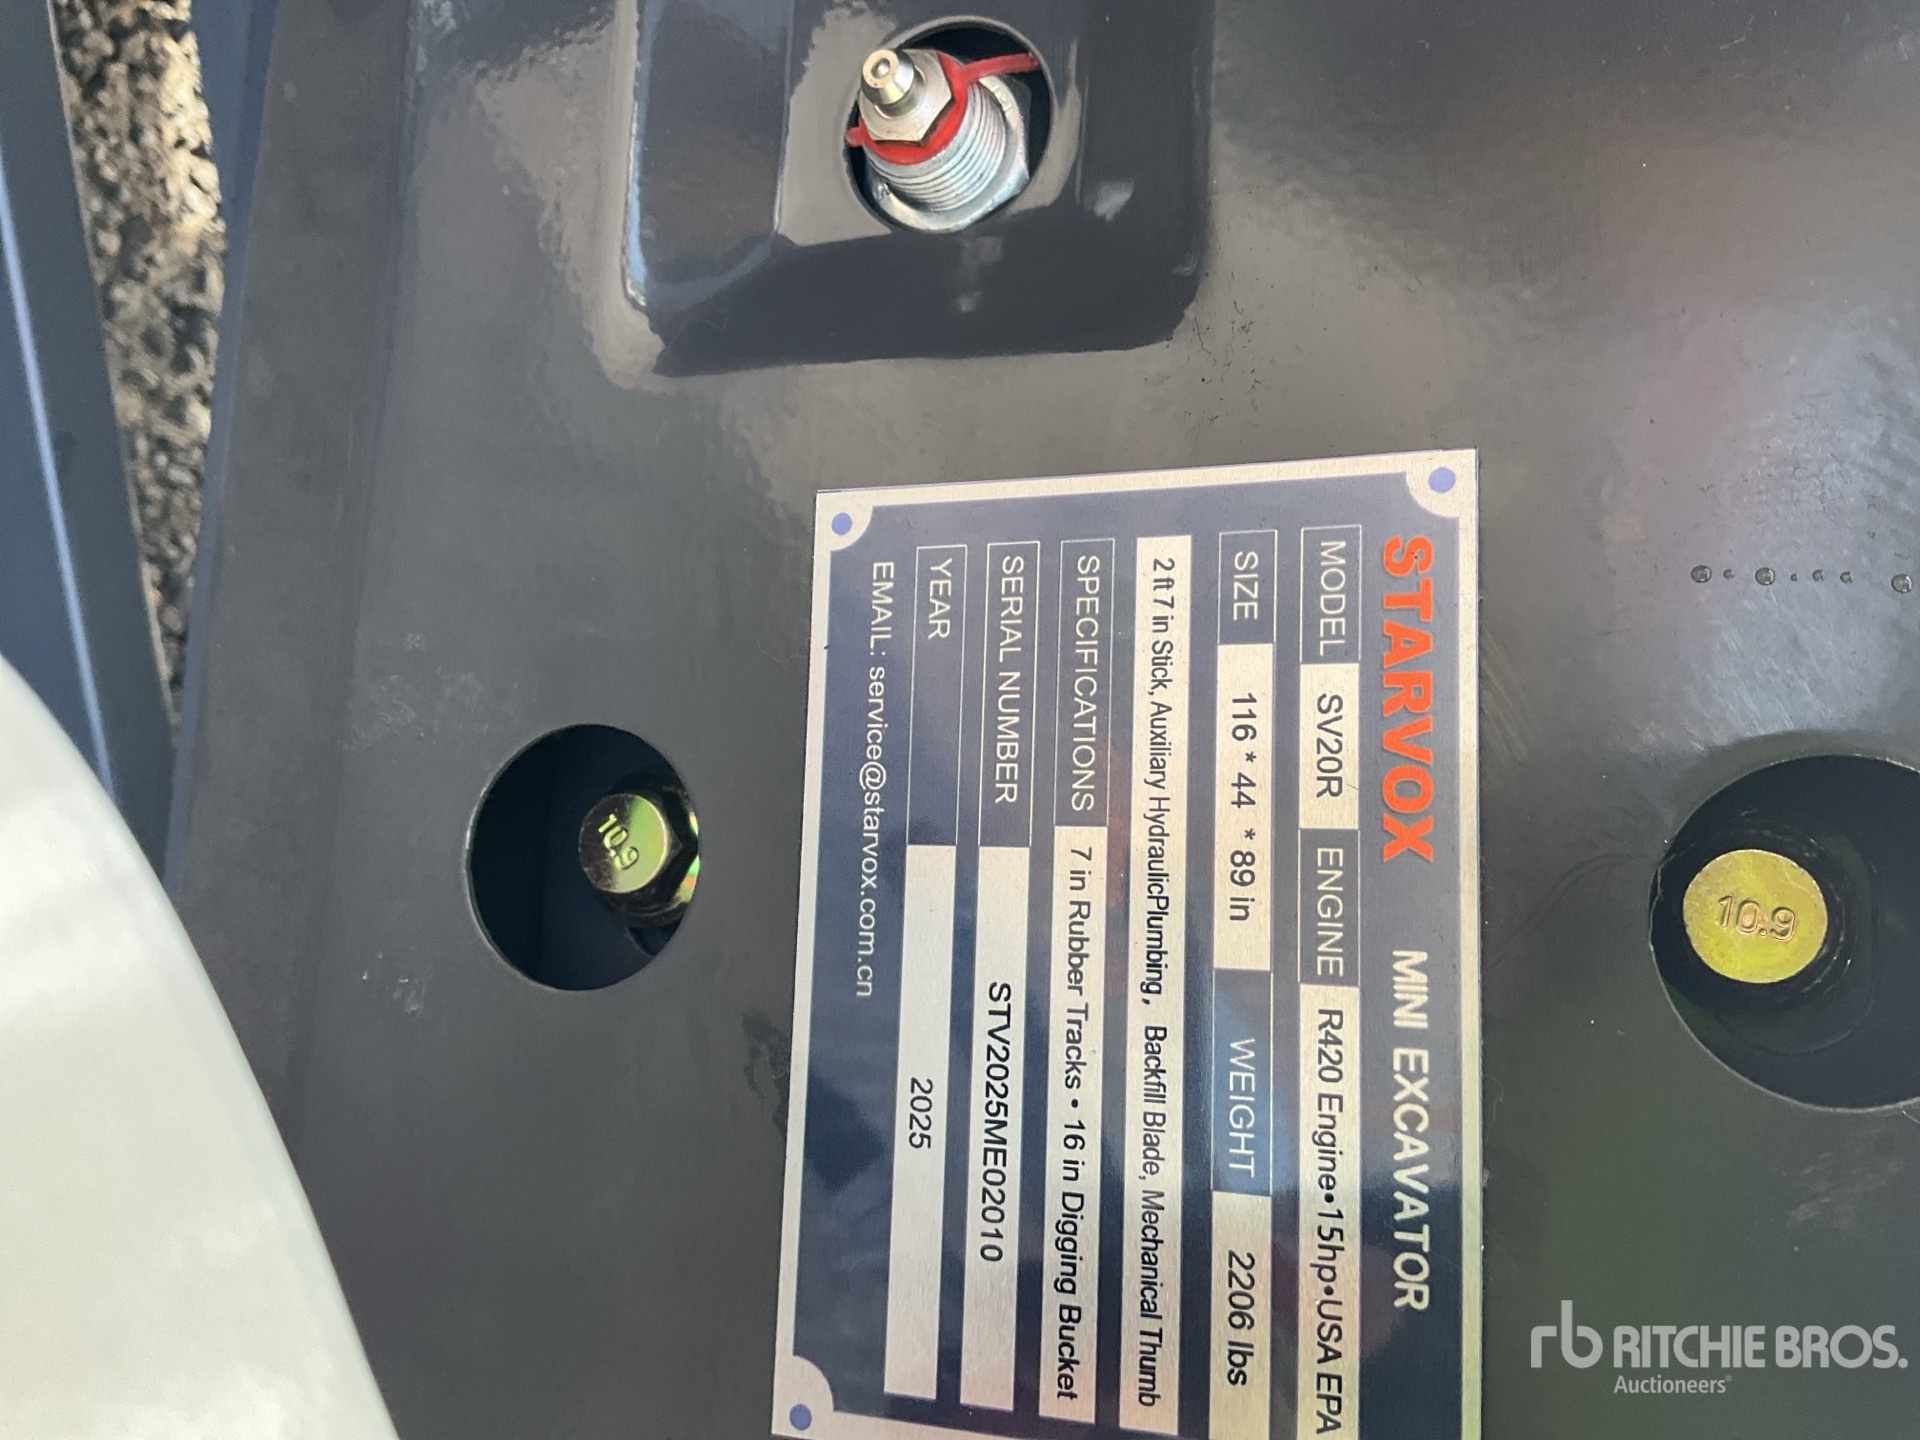 STARVOX MINI EXCAVATOR
MODEL SV20R ENGINE R420 Engine•15hp•USA EPA
SIZE 116 * 44 * 89 in WEIGHT 2206 lbs
2 ft 7 in Stick, Auxiliary HydraulicPlumbing, Backfill Blade, Mechanical Thumb
SPECIFICATIONS 7 in Rubber Tracks • 16 in Digging Bucket
SERIAL NUMBER STV2025ME02010
YEAR 2025
EMAIL: service@starvox.com.cn
10.9
10.9
rb RITCHIE BROS.
Auctioneers